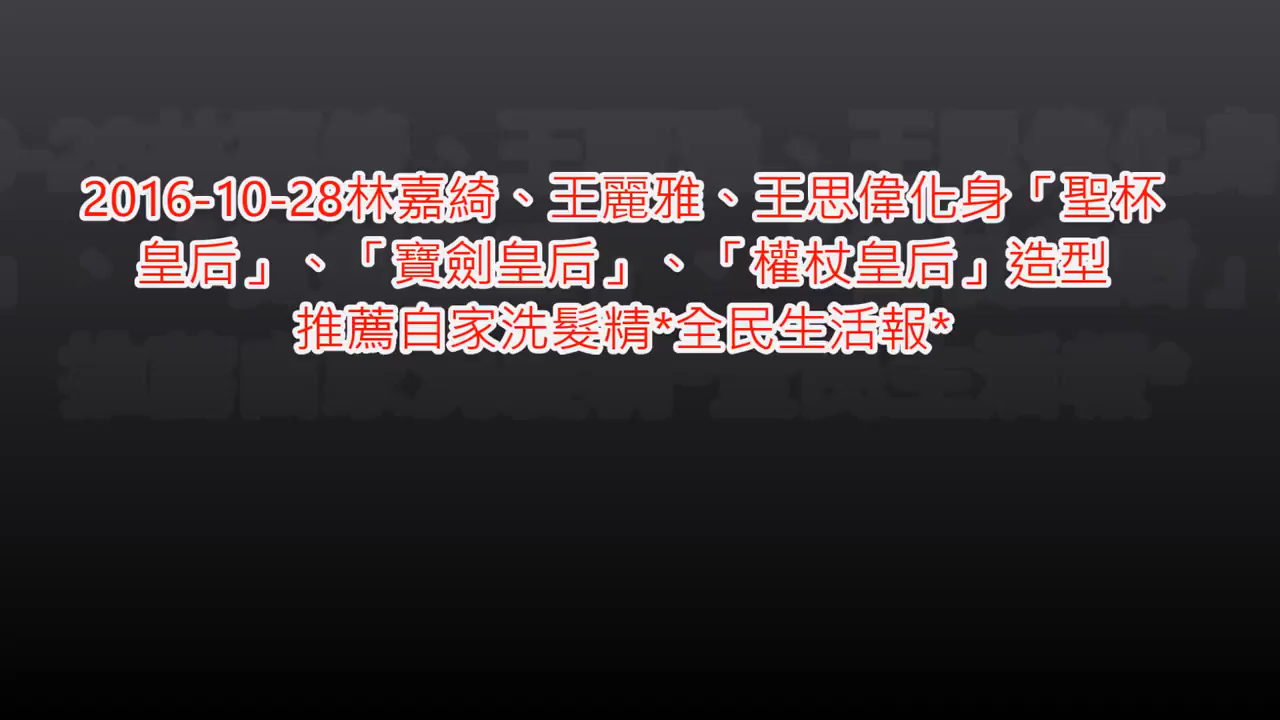 2016-10-28林嘉綺、王麗雅、王思偉化身「聖杯
皇后」、「寶劍皇后」、「權杖皇后」造型
推薦自家洗髮精*全民生活報*